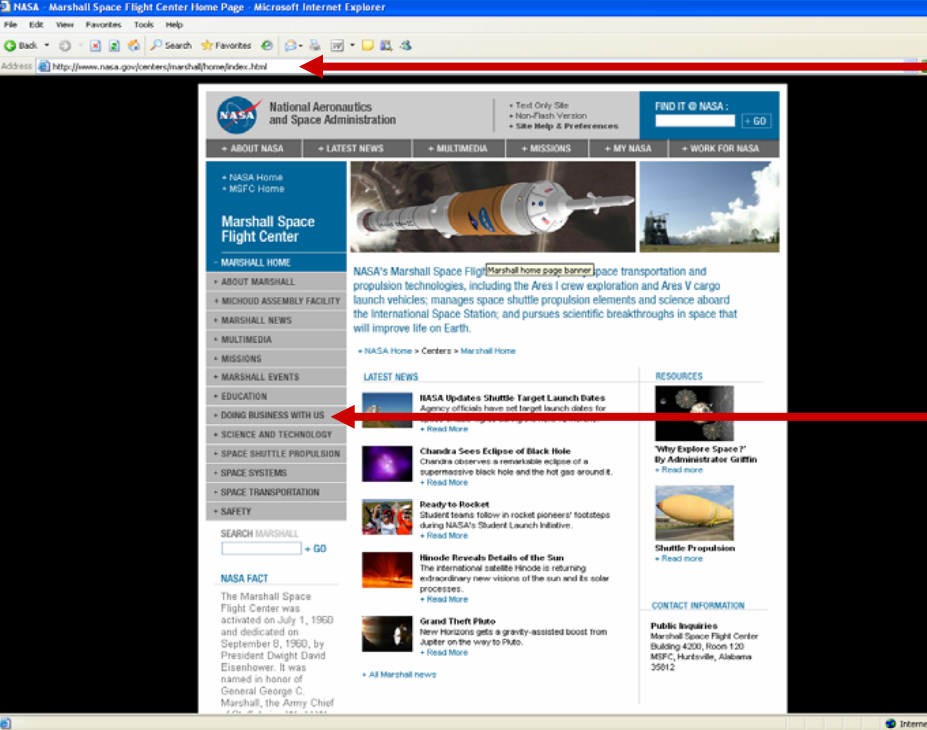 NASA - Marshall Space Flight Center Home Page - Microsoft Internet Explorer
File Edit View Favorites Tools Help
Back Search Favorites
Address http://www.nasa.gov/centers/marshall/home/index.html
NASA
National Aeronautics
and Space Administration
+ Text Only Site
+ Non-Flash Version
+ Site Help & Preferences
FIND IT @ NASA :
+ GO
+ ABOUT NASA + LATEST NEWS + MULTIMEDIA + MISSIONS + MY NASA + WORK FOR NASA
+ NASA Home
+ MSFC Home
Marshall Space
Flight Center
- MARSHALL HOME
+ ABOUT MARSHALL
+ MICHOUD ASSEMBLY FACILITY
+ MARSHALL NEWS
+ MULTIMEDIA
+ MISSIONS
+ MARSHALL EVENTS
+ EDUCATION
+ DOING BUSINESS WITH US
+ SCIENCE AND TECHNOLOGY
+ SPACE SHUTTLE PROPULSION
+ SPACE SYSTEMS
+ SPACE TRANSPORTATION
+ SAFETY
SEARCH MARSHALL
+ GO
NASA FACT
The Marshall Space
Flight Center was
activated on July 1, 1960
and dedicated on
September 8, 1960, by
President Dwight David
Eisenhower. It was
named in honor of
General George C.
Marshall, the Army Chief
Marshall home page banner
NASA's Marshall Space space transportation and
propulsion technologies, including the Ares I crew exploration and Ares V cargo
launch vehicles; manages space shuttle propulsion elements and science aboard
the International Space Station; and pursues scientific breakthroughs in space that
will improve life on Earth.
+ NASA Home > Centers > Marshall Home
LATEST NEWS
NASA Updates Shuttle Target Launch Dates
Agency officials have set target launch dates for
+ Read More
Chandra Sees Eclipse of Black Hole
Chandra observes a remarkable eclipse of a
supermassive black hole and the hot gas around it.
+ Read More
Ready to Rocket
Student teams follow in rocket pioneers' footsteps
during NASA's Student Launch Initiative.
+ Read More
Hinode Reveals Details of the Sun
The international satellite Hinode is returning
extraordinary new visions of the sun and its solar
processes.
+ Read More
Grand Theft Pluto
New Horizons gets a gravity-assisted boost from
Jupiter on the way to Pluto.
+ Read More
+ All Marshall news
RESOURCES
'Why Explore Space?'
By Administrator Griffin
+ Read more
Shuttle Propulsion
+ Read more
CONTACT INFORMATION
Public Inquiries
Marshall Space Flight Center
Building 4200, Room 120
MSFC, Huntsville, Alabama
35812